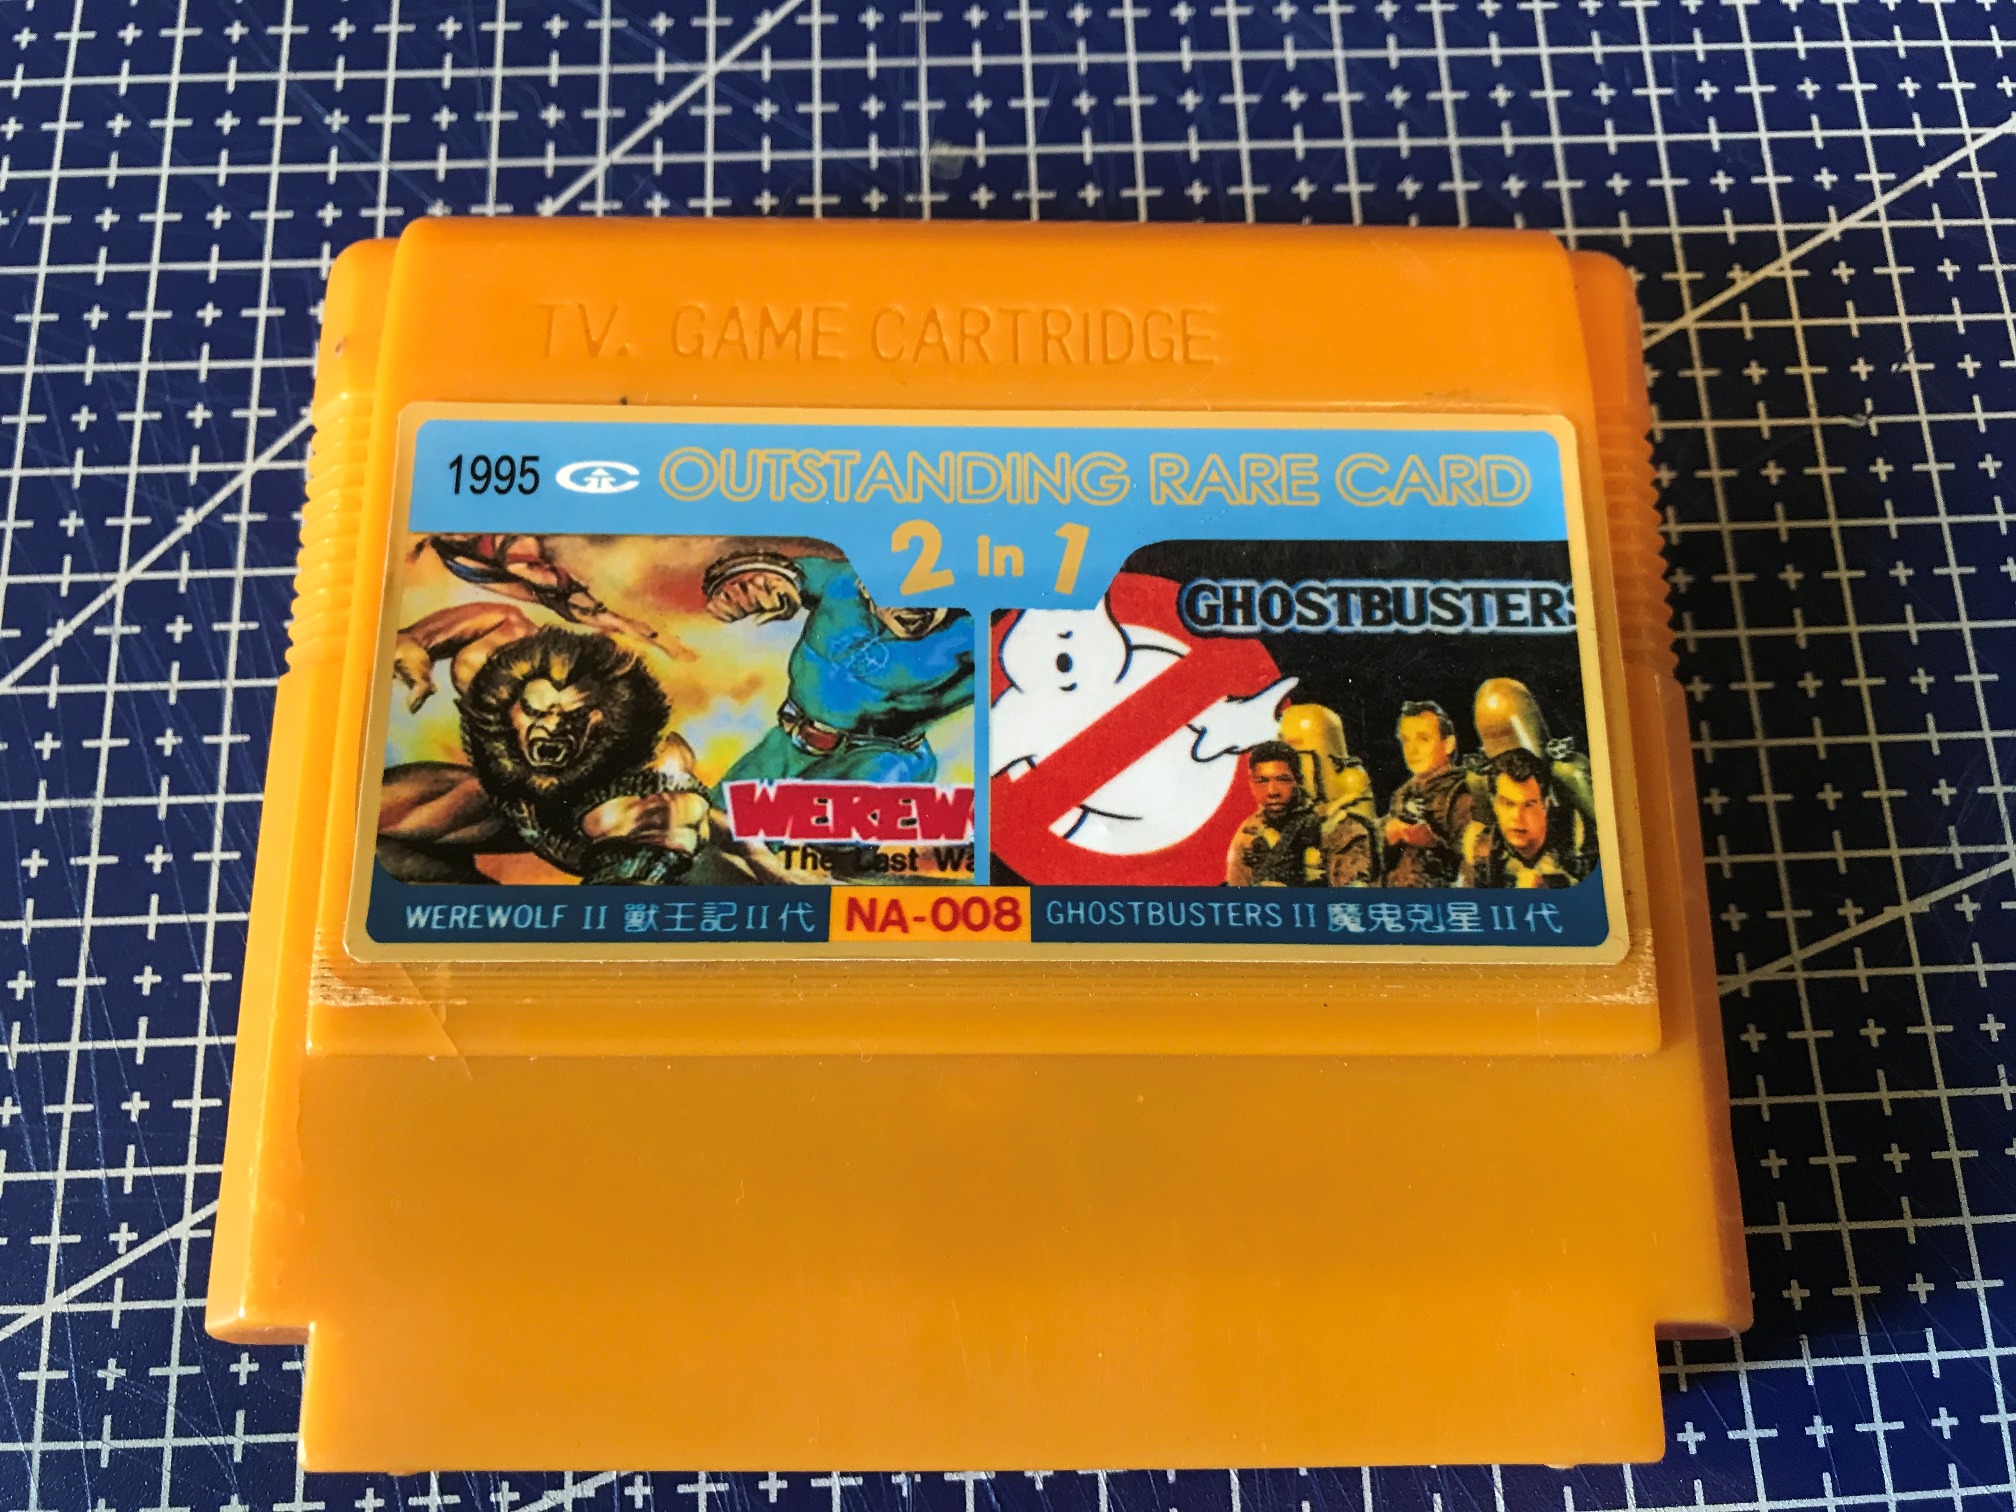 TV. GAME CARTRIDGE
1995 OUTSTANDING RARE CARD
2 in 1
GHOSTBUSTERS
WEREW
The Last Wa
WEREWOLF II 獸王記II代 NA-008 GHOSTBUSTERS II 魔鬼剋星II代